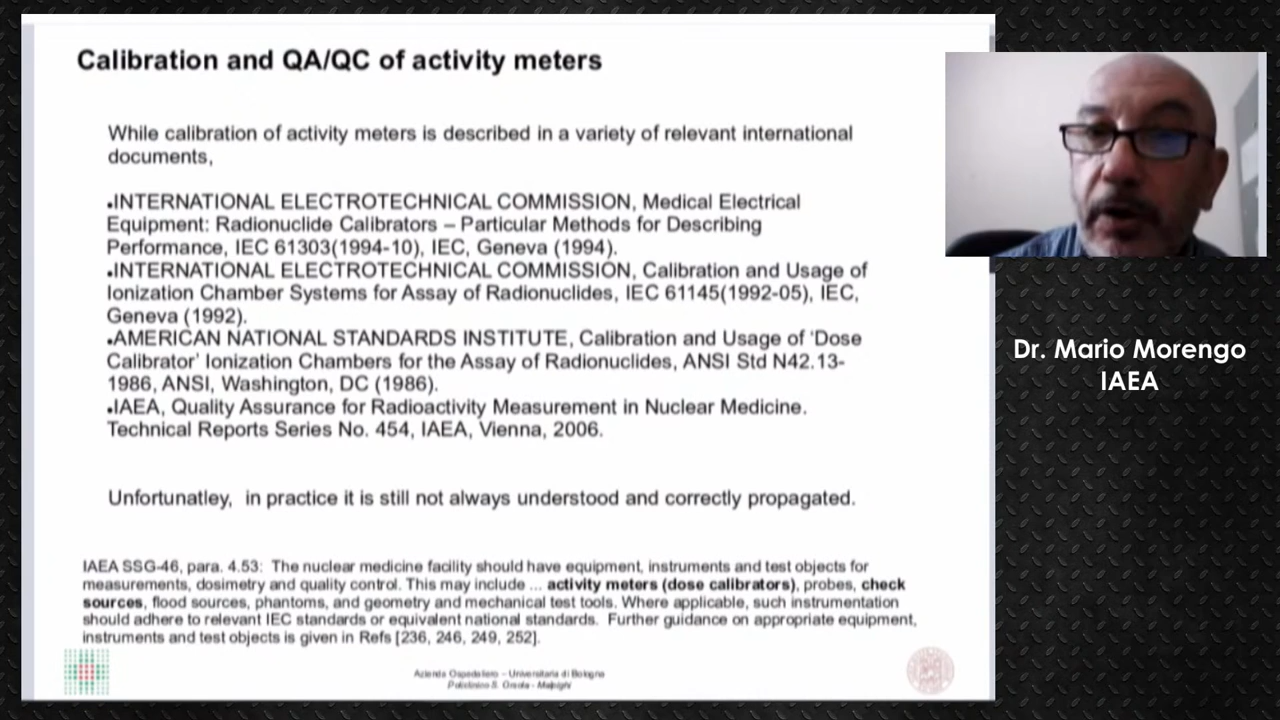 Calibration and QA/QC of activity meters
While calibration of activity meters is described in a variety of relevant international
documents,
•INTERNATIONAL ELECTROTECHNICAL COMMISSION, Medical Electrical
Equipment: Radionuclide Calibrators – Particular Methods for Describing
Performance, IEC 61303(1994-10), IEC, Geneva (1994).
•INTERNATIONAL ELECTROTECHNICAL COMMISSION, Calibration and Usage of
Ionization Chamber Systems for Assay of Radionuclides, IEC 61145(1992-05), IEC,
Geneva (1992).
•AMERICAN NATIONAL STANDARDS INSTITUTE, Calibration and Usage of 'Dose
Calibrator' Ionization Chambers for the Assay of Radionuclides, ANSI Std N42.13-
1986, ANSI, Washington, DC (1986).
•IAEA, Quality Assurance for Radioactivity Measurement in Nuclear Medicine.
Technical Reports Series No. 454, IAEA, Vienna, 2006.
Unfortunatley, in practice it is still not always understood and correctly propagated.
IAEA SSG-46, para. 4.53: The nuclear medicine facility should have equipment, instruments and test objects for
measurements, dosimetry and quality control. This may include ... activity meters (dose calibrators), probes, check
sources, flood sources, phantoms, and geometry and mechanical test tools. Where applicable, such instrumentation
should adhere to relevant IEC standards or equivalent national standards. Further guidance on appropriate equipment,
instruments and test objects is given in Refs [236, 246, 249, 252].
Azienda Ospedaliero – Universitaria di Bologna
Policlinico S. Orsola - Malpighi
Dr. Mario Morengo
IAEA